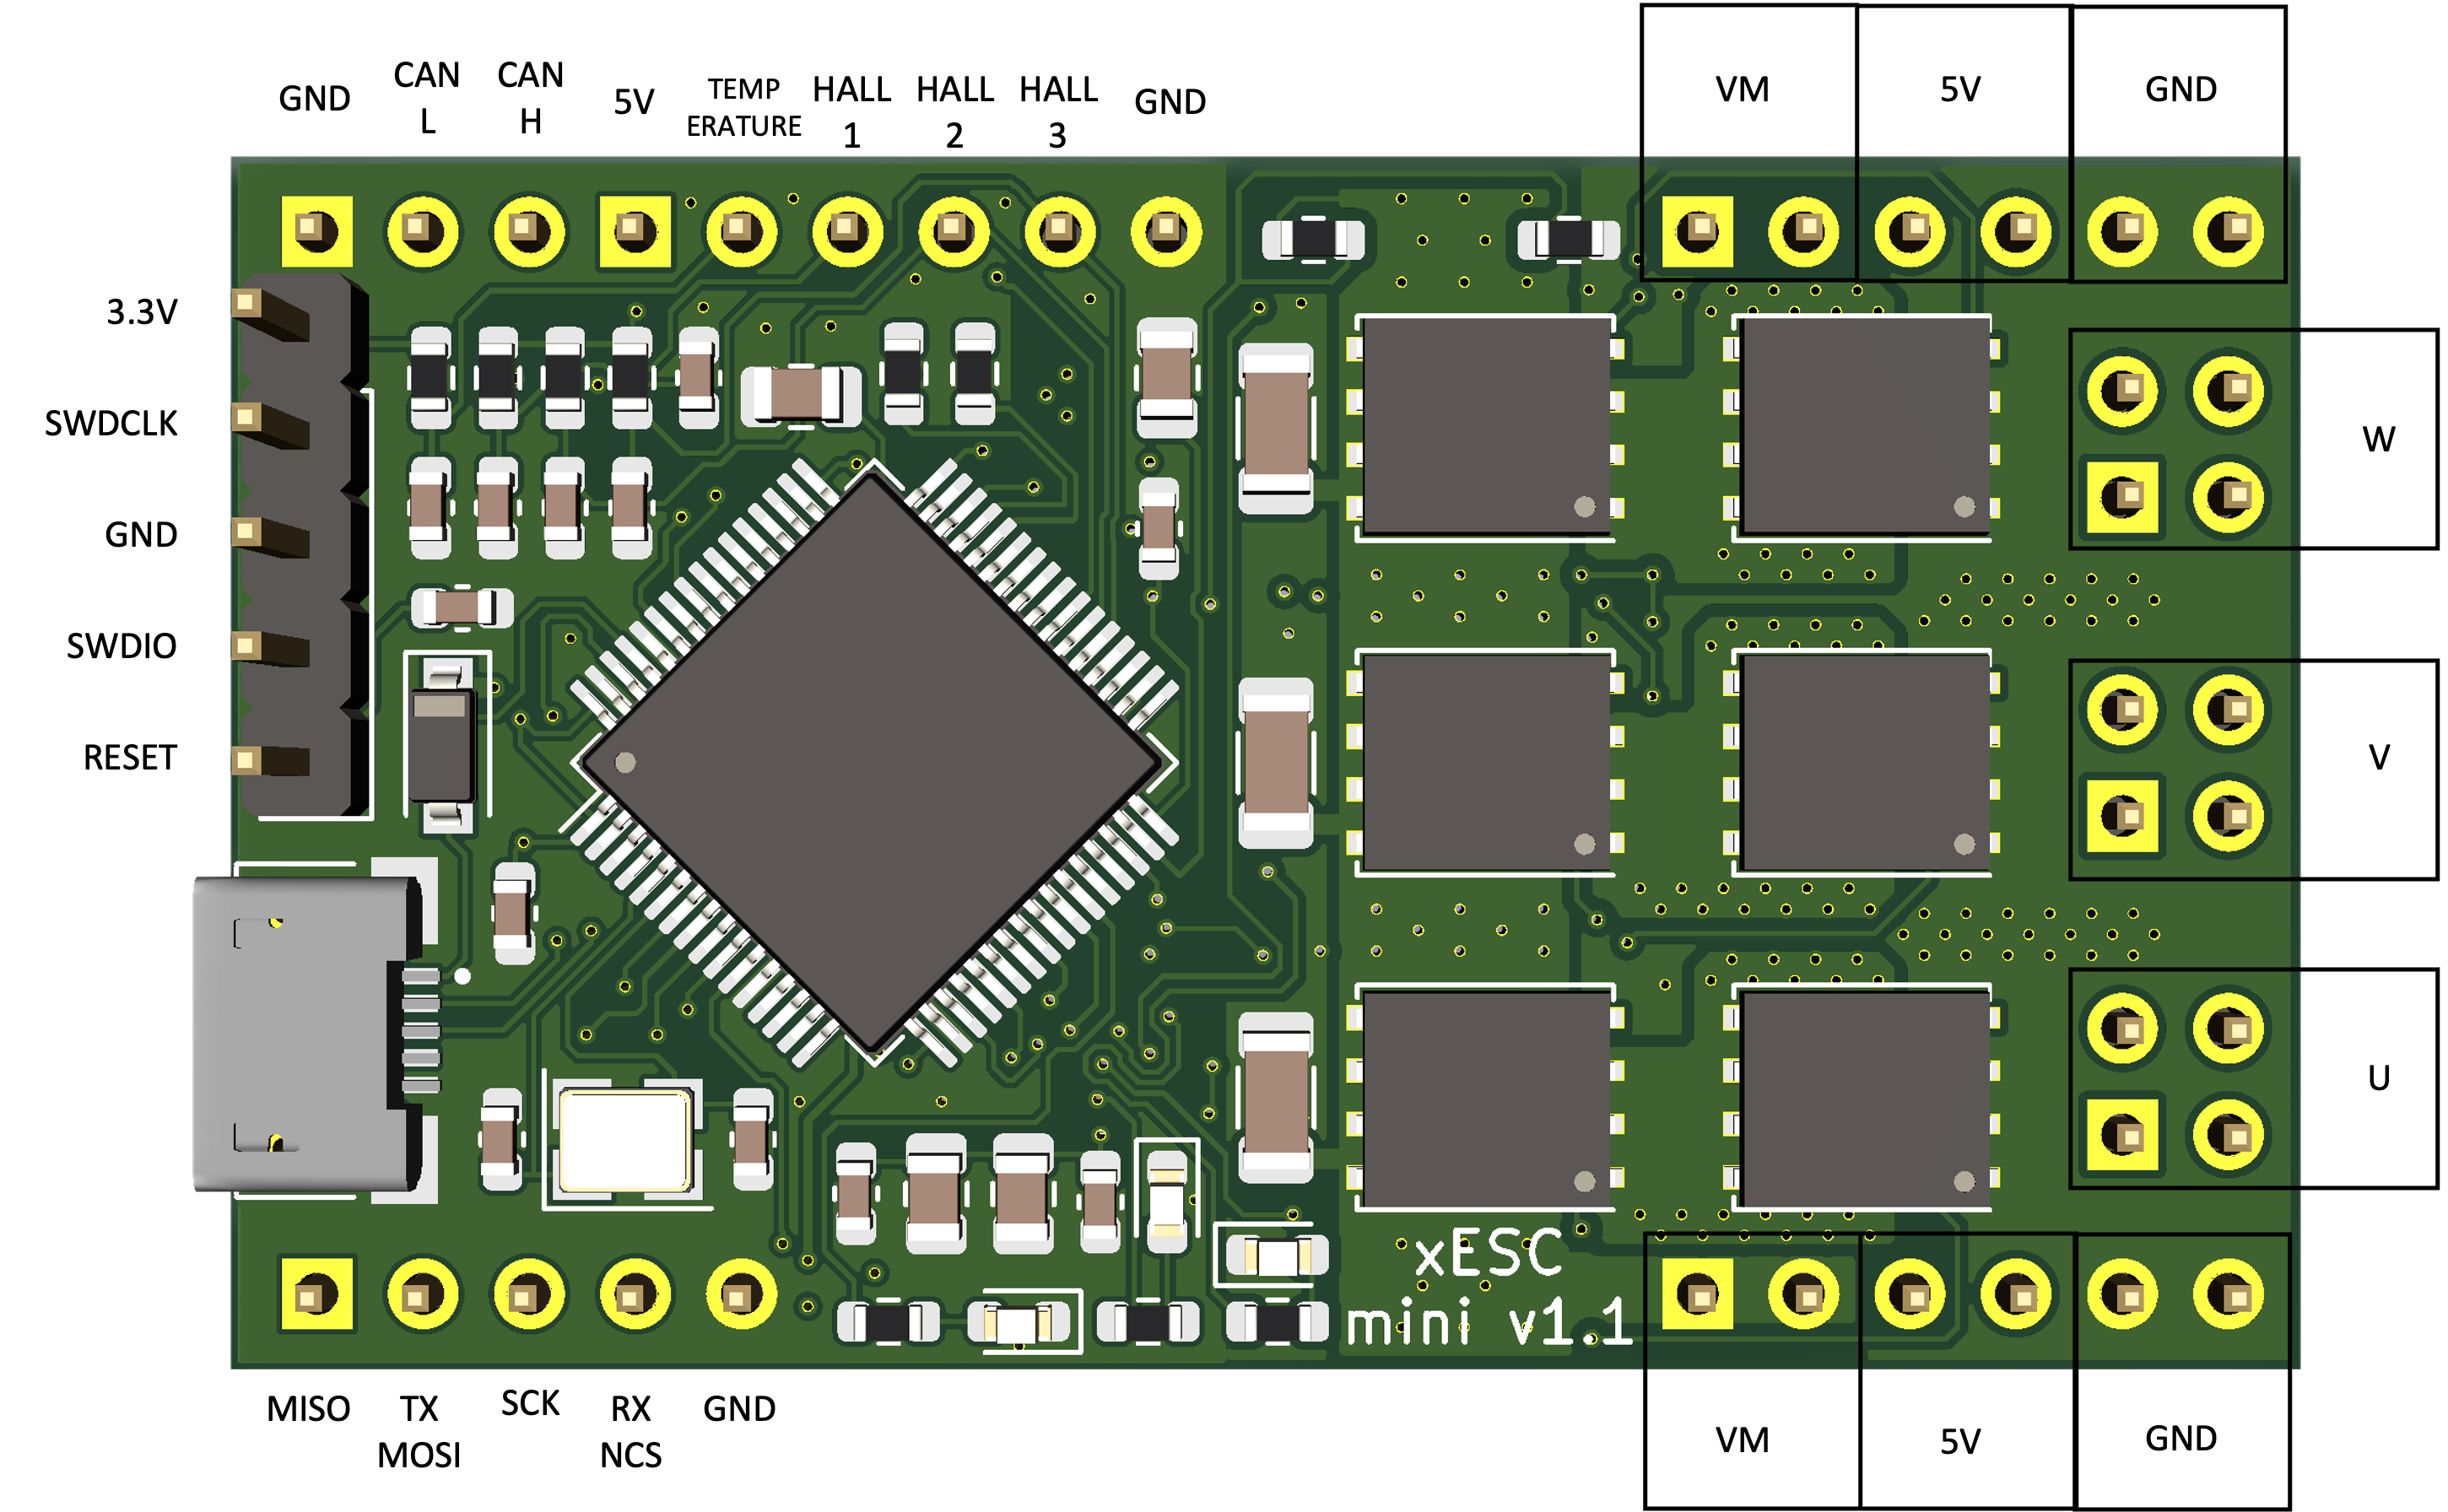 GND
CAN
L
CAN
H
5V
TEMP
ERATURE
HALL
1
HALL
2
HALL
3
GND
VM
5V
GND
3.3V
SWDCLK
GND
SWDIO
RESET
W
V
U
xESC
mini v1.1
MISO
TX
MOSI
SCK
RX
NCS
GND
VM
5V
GND